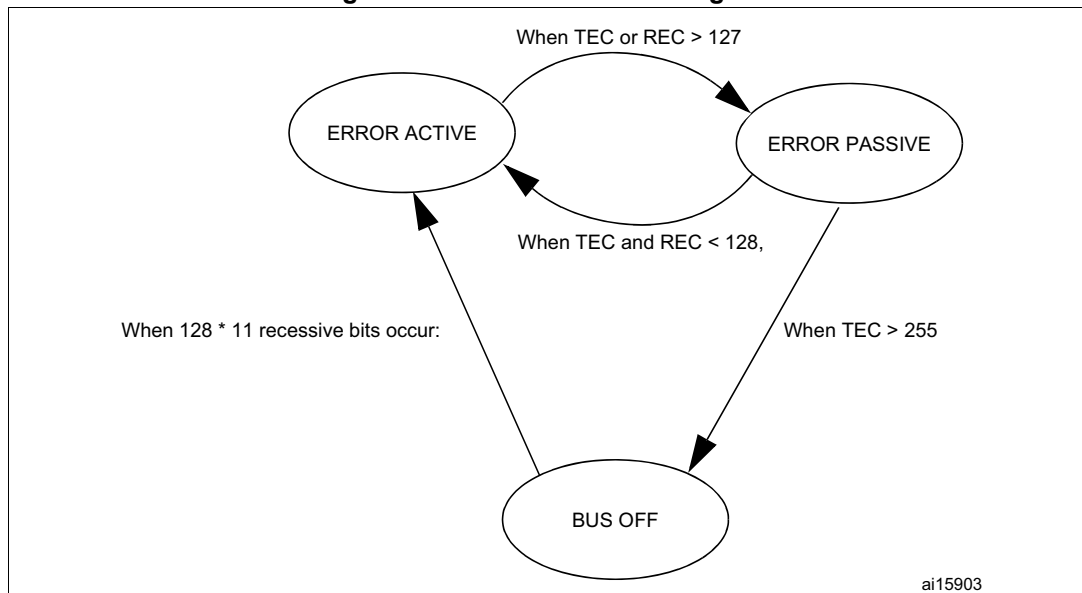 When TEC or REC > 127
ERROR ACTIVE
ERROR PASSIVE
When TEC and REC < 128,
When 128 * 11 recessive bits occur:
When TEC > 255
BUS OFF
ai15903